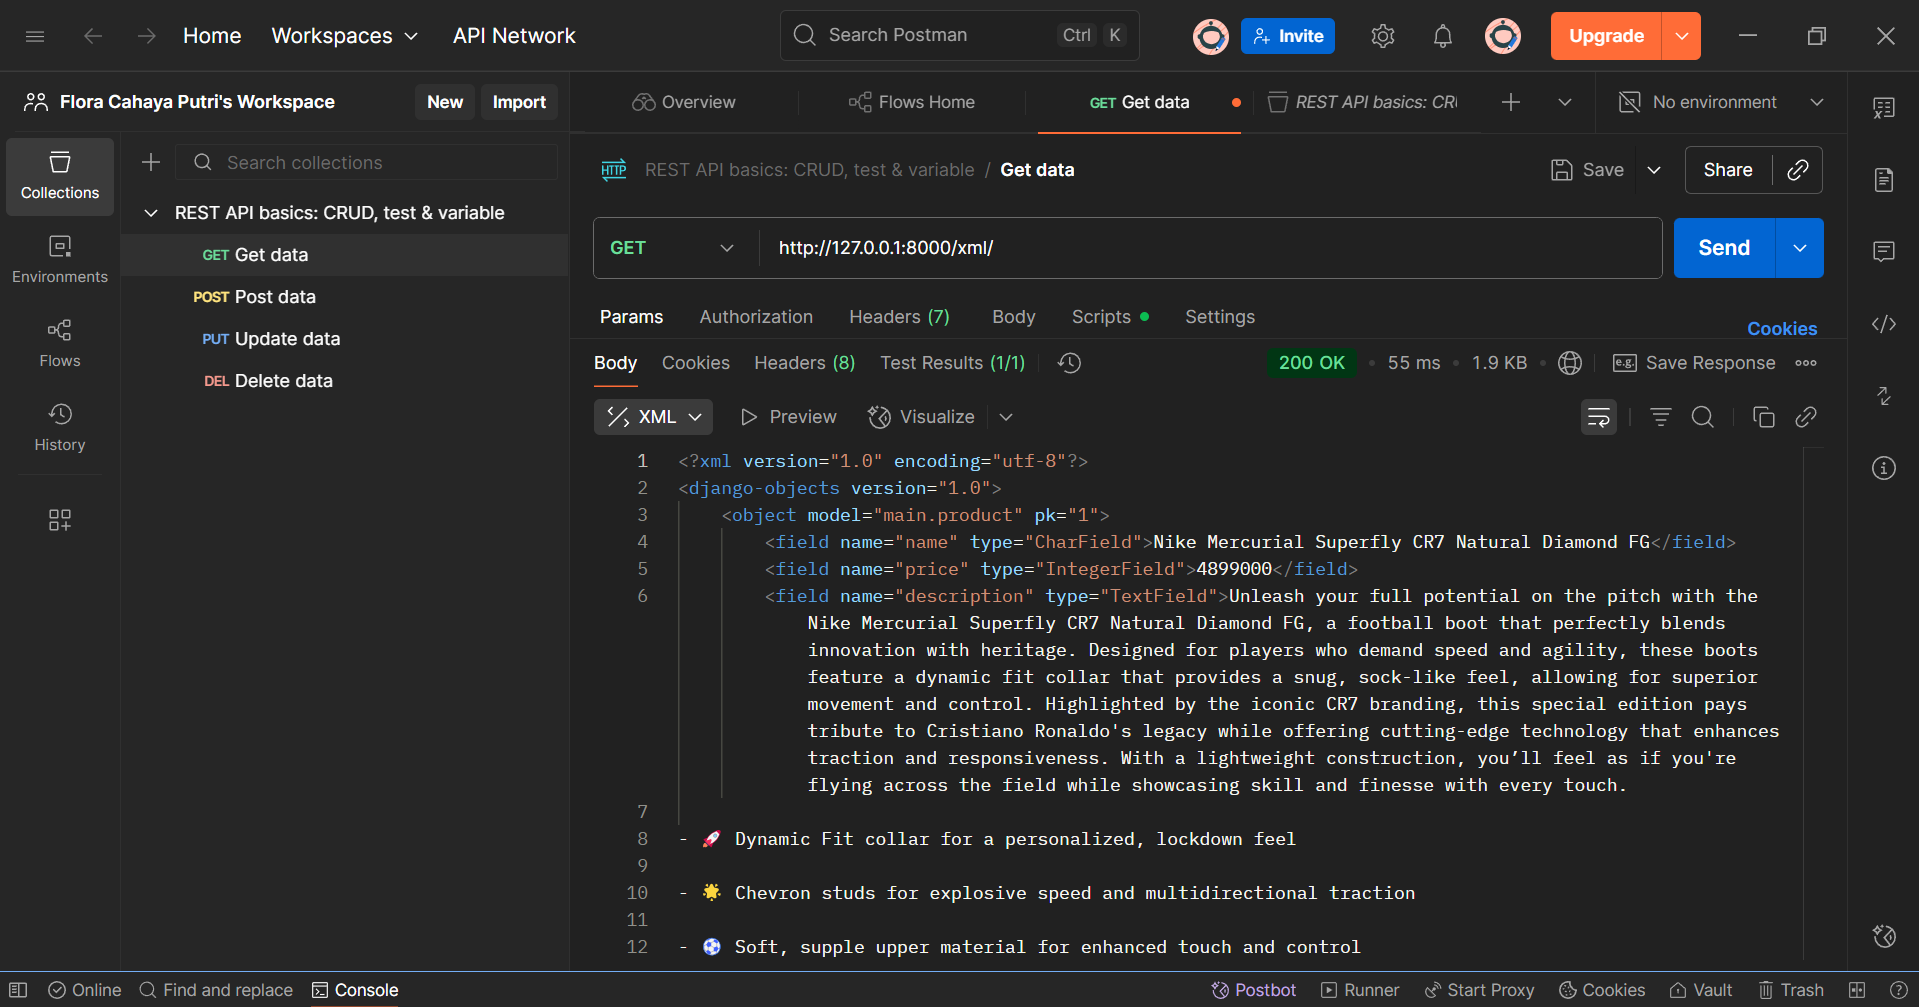 Home Workspaces API Network Search Postman Ctrl K Invite Upgrade
Flora Cahaya Putri's Workspace New Import
Overview Flows Home GET Get data REST API basics: CR No environment
Collections
Environments
Flows
History
Search collections
REST API basics: CRUD, test & variable
GET Get data
POST Post data
PUT Update data
DEL Delete data
HTTP REST API basics: CRUD, test & variable / Get data Save Share
GET http://127.0.0.1:8000/xml/ Send
Params Authorization Headers (7) Body Scripts Settings Cookies
Body Cookies Headers (8) Test Results (1/1) 200 OK • 55 ms • 1.9 KB • e.g. Save Response
XML Preview Visualize
1 <?xml version="1.0" encoding="utf-8"?>
2 <django-objects version="1.0">
3 <object model="main.product" pk="1">
4 <field name="name" type="CharField">Nike Mercurial Superfly CR7 Natural Diamond FG</field>
5 <field name="price" type="IntegerField">4899000</field>
6 <field name="description" type="TextField">Unleash your full potential on the pitch with the
Nike Mercurial Superfly CR7 Natural Diamond FG, a football boot that perfectly blends
innovation with heritage. Designed for players who demand speed and agility, these boots
feature a dynamic fit collar that provides a snug, sock-like feel, allowing for superior
movement and control. Highlighted by the iconic CR7 branding, this special edition pays
tribute to Cristiano Ronaldo's legacy while offering cutting-edge technology that enhances
traction and responsiveness. With a lightweight construction, you’ll feel as if you're
flying across the field while showcasing skill and finesse with every touch.
7
8 - 🚀 Dynamic Fit collar for a personalized, lockdown feel
9
10 - 🌟 Chevron studs for explosive speed and multidirectional traction
11
12 - ⚽ Soft, supple upper material for enhanced touch and control
Online Find and replace Console Postbot Runner Start Proxy Cookies Vault Trash